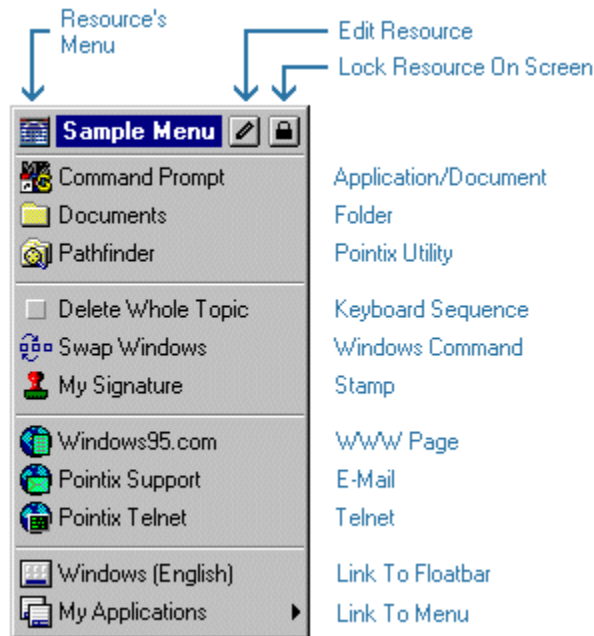 Resource's
Menu
Edit Resource
Lock Resource On Screen
Sample Menu
Command Prompt Application/Document
Documents Folder
Pathfinder Pointix Utility
Delete Whole Topic Keyboard Sequence
Swap Windows Windows Command
My Signature Stamp
Windows95.com WWW Page
Pointix Support E-Mail
Pointix Telnet Telnet
Windows (English) Link To Floatbar
My Applications Link To Menu